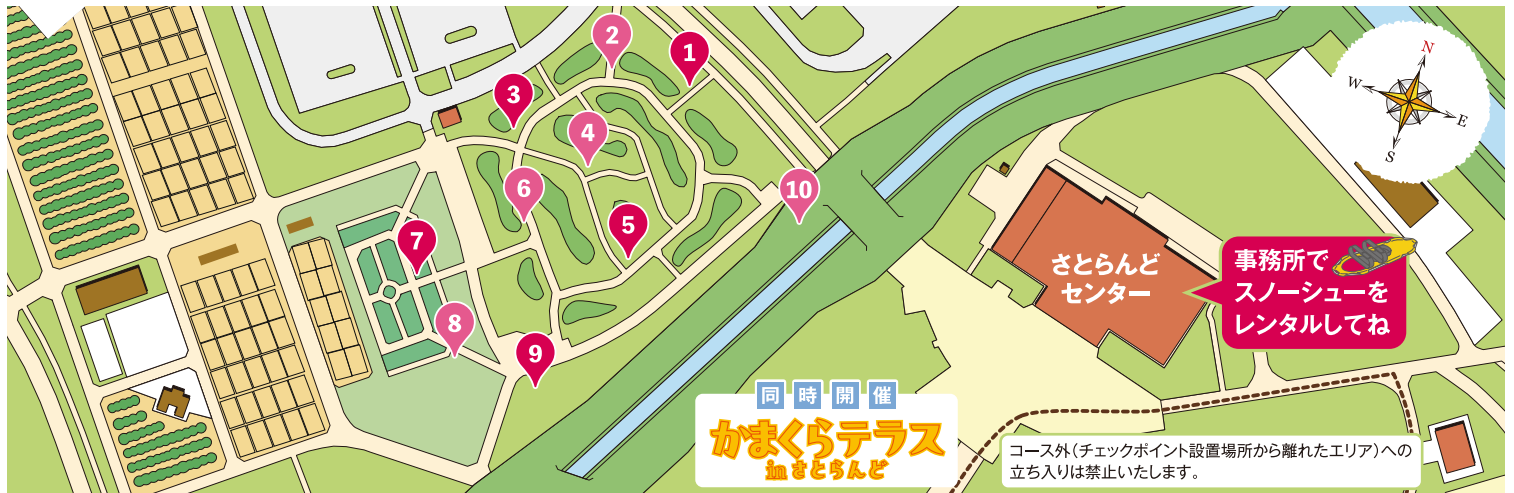 2
1
3
4
6
5
10
7
8
9
N
W
E
S
さとらんど
センター
事務所で
スノーシューを
レンタルしてね
同時開催
かまくらテラス
inさとらんど
コース外（チェックポイント設置場所から離れたエリア）への
立ち入りは禁止いたします。